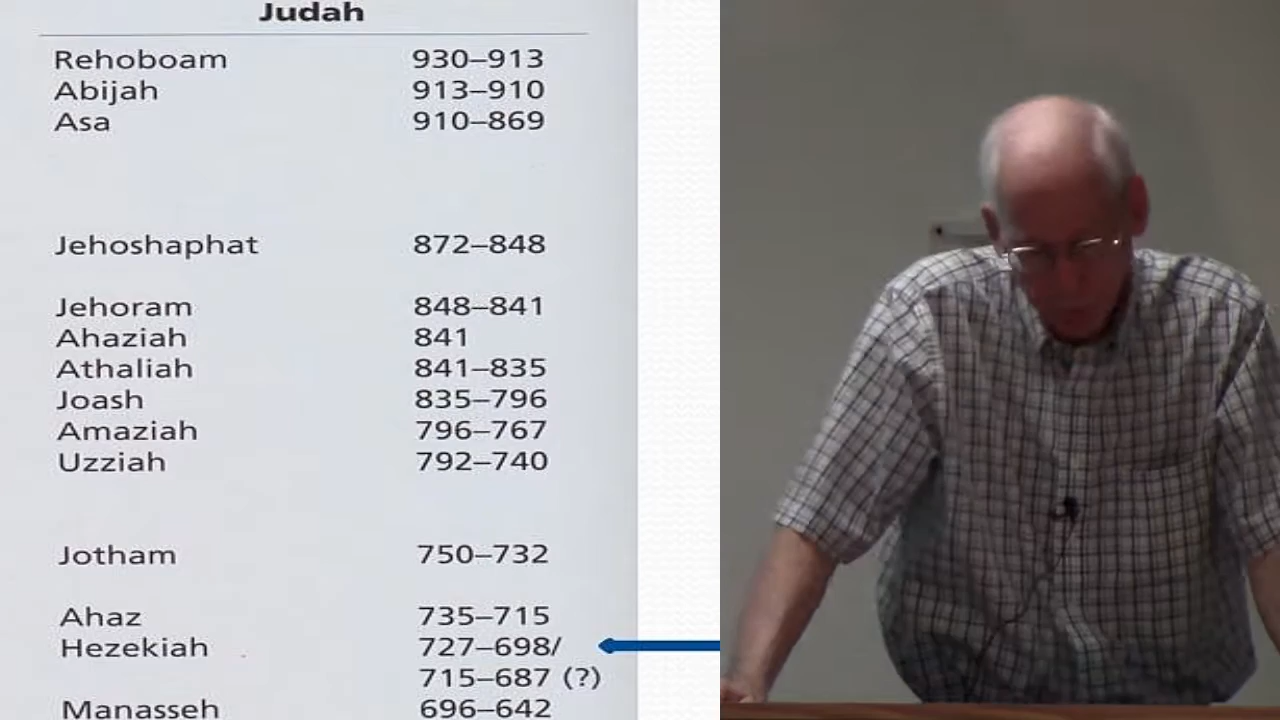 Judah
Rehoboam 930–913
Abijah 913–910
Asa 910–869
Jehoshaphat 872–848
Jehoram 848–841
Ahaziah 841
Athaliah 841–835
Joash 835–796
Amaziah 796–767
Uzziah 792–740
Jotham 750–732
Ahaz 735–715
Hezekiah 727–698/
715–687 (?)
Manasseh 696–642